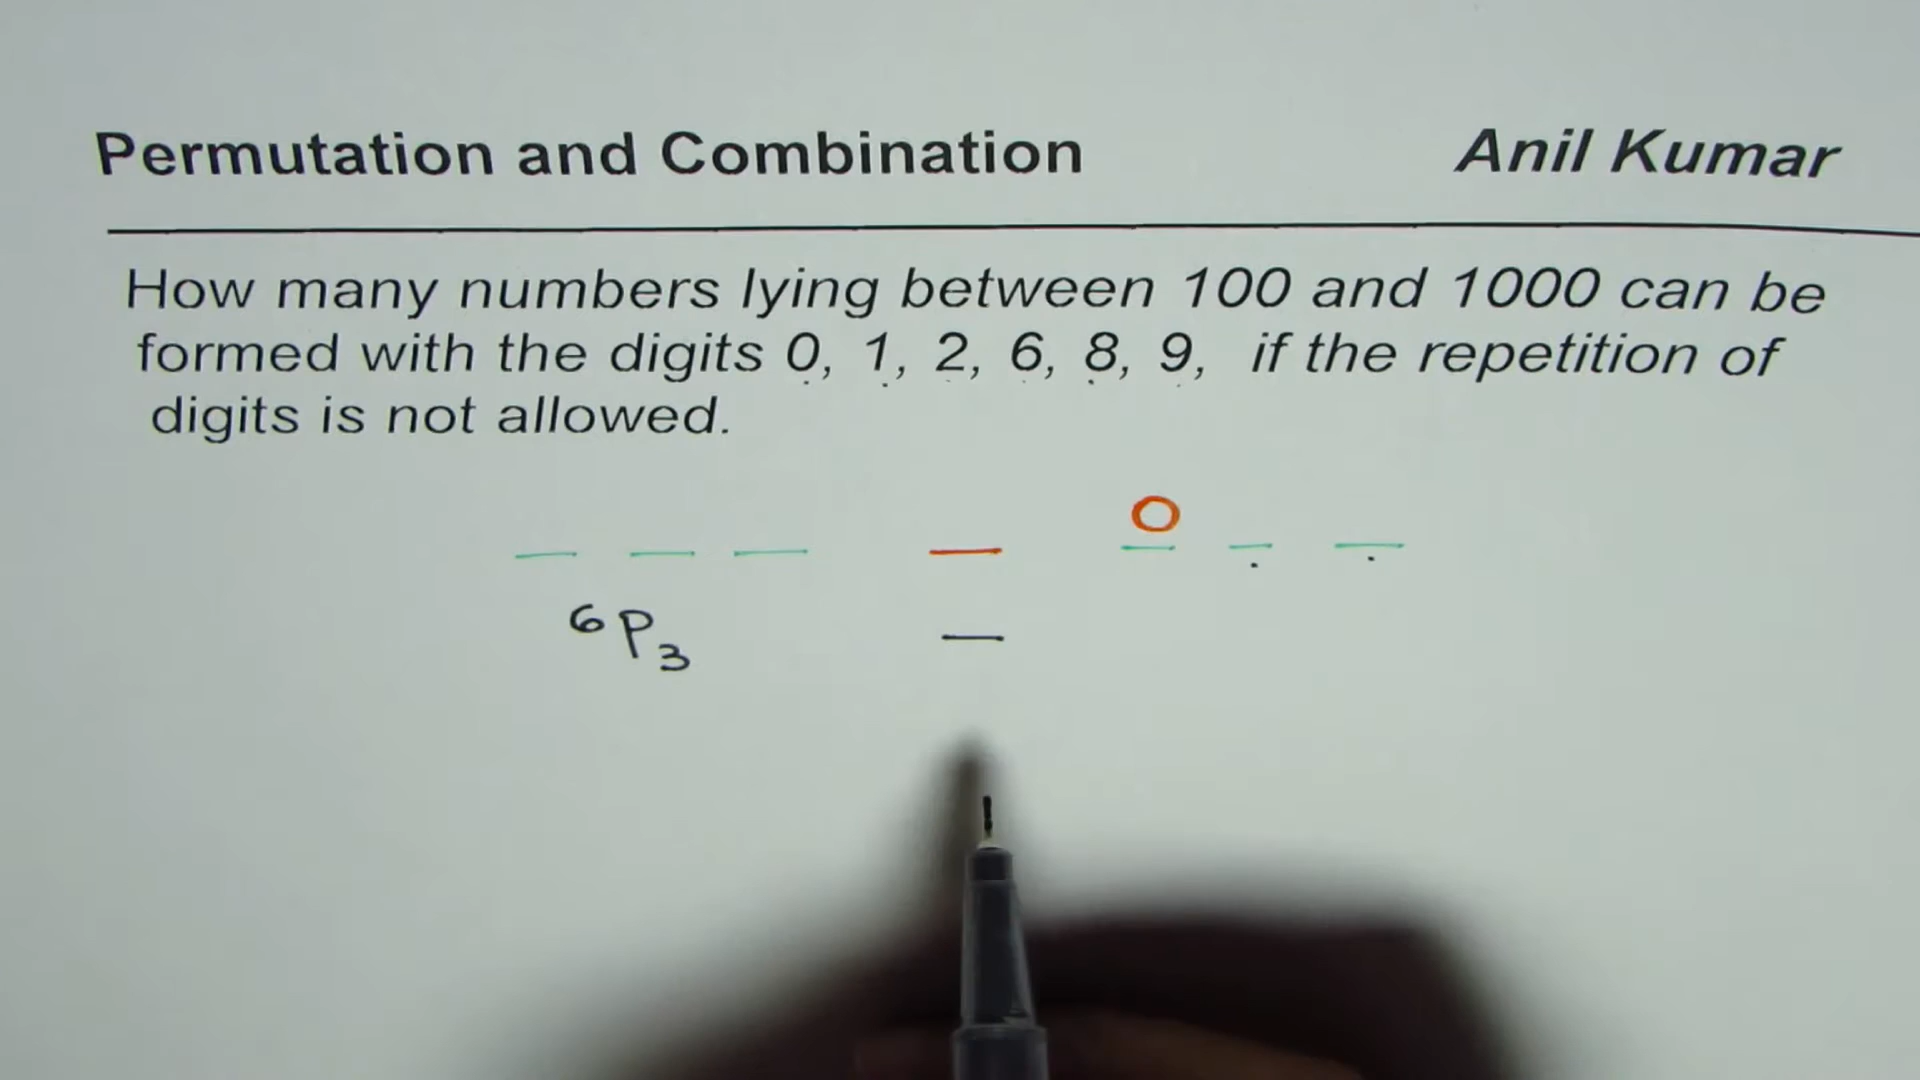 Permutation and Combination Anil Kumar
How many numbers lying between 100 and 1000 can be
formed with the digits 0, 1, 2, 6, 8, 9, if the repetition of
digits is not allowed.
_ _ _ — 0 _ _
⁶P₃ —